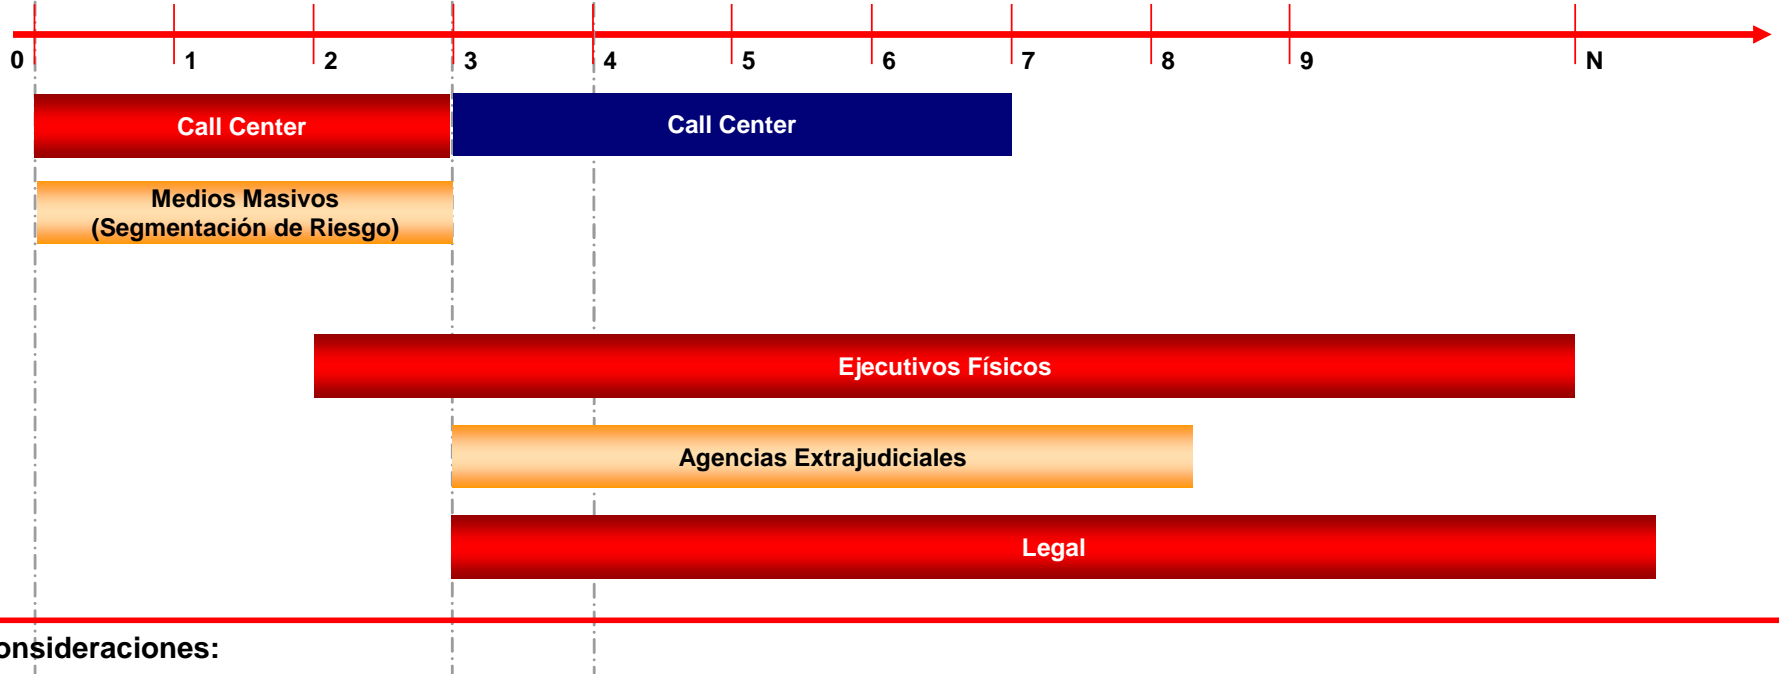 0 1 2 3 4 5 6 7 8 9 N
Call Center
Call Center
Medios Masivos
(Segmentación de Riesgo)
Ejecutivos Físicos
Agencias Extrajudiciales
Legal
onsideraciones: